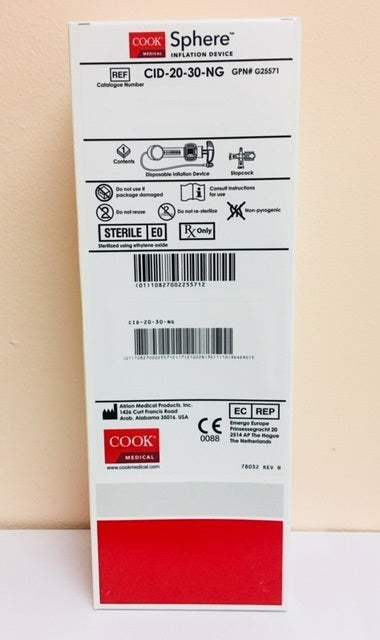 COOK MEDICAL Sphere™
INFLATION DEVICE
REF CID-20-30-NG GPN# G25571
Catalogue Number
1
Contents
Disposable Inflation Device
Stopcock
Do not use if package damaged
Consult instructions for use
Do not reuse
Do not re-sterilize
Non-pyrogenic
STERILE EO Rx Only
Sterilized using ethylene oxide
(01)10827002255712
CID-20-30-NG
Atrion Medical Products, Inc.
1426 Curt Francis Road
Arab, Alabama 35016, USA
CE
0088
EC REP
Emergo Europe
Prinsessegracht 20
2514 AP The Hague
The Netherlands
COOK®
MEDICAL
www.cookmedical.com
78032 REV B